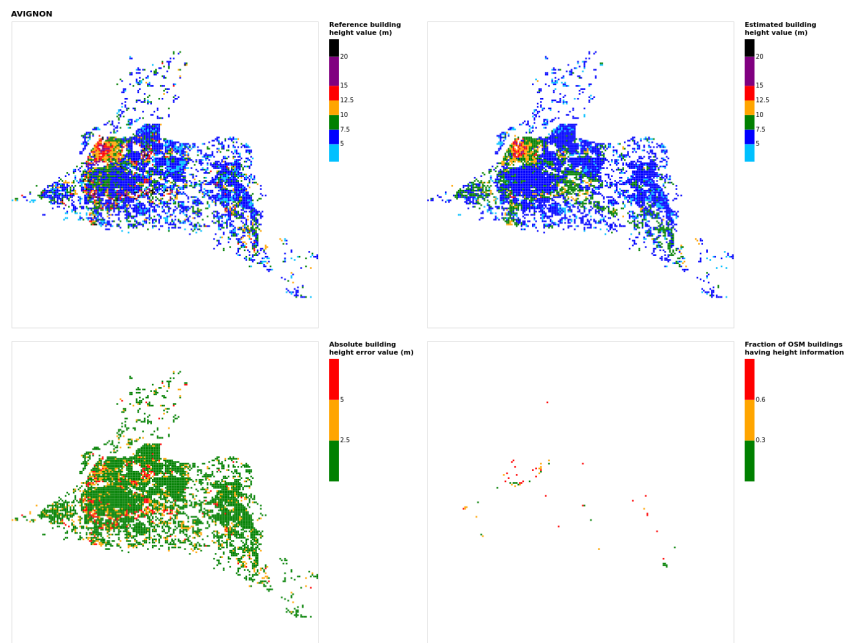 AVIGNON
Reference building
height value (m)
20
15
12.5
10
7.5
5
Estimated building
height value (m)
20
15
12.5
10
7.5
5
Absolute building
height error value (m)
5
2.5
Fraction of OSM buildings
having height information
0.6
0.3